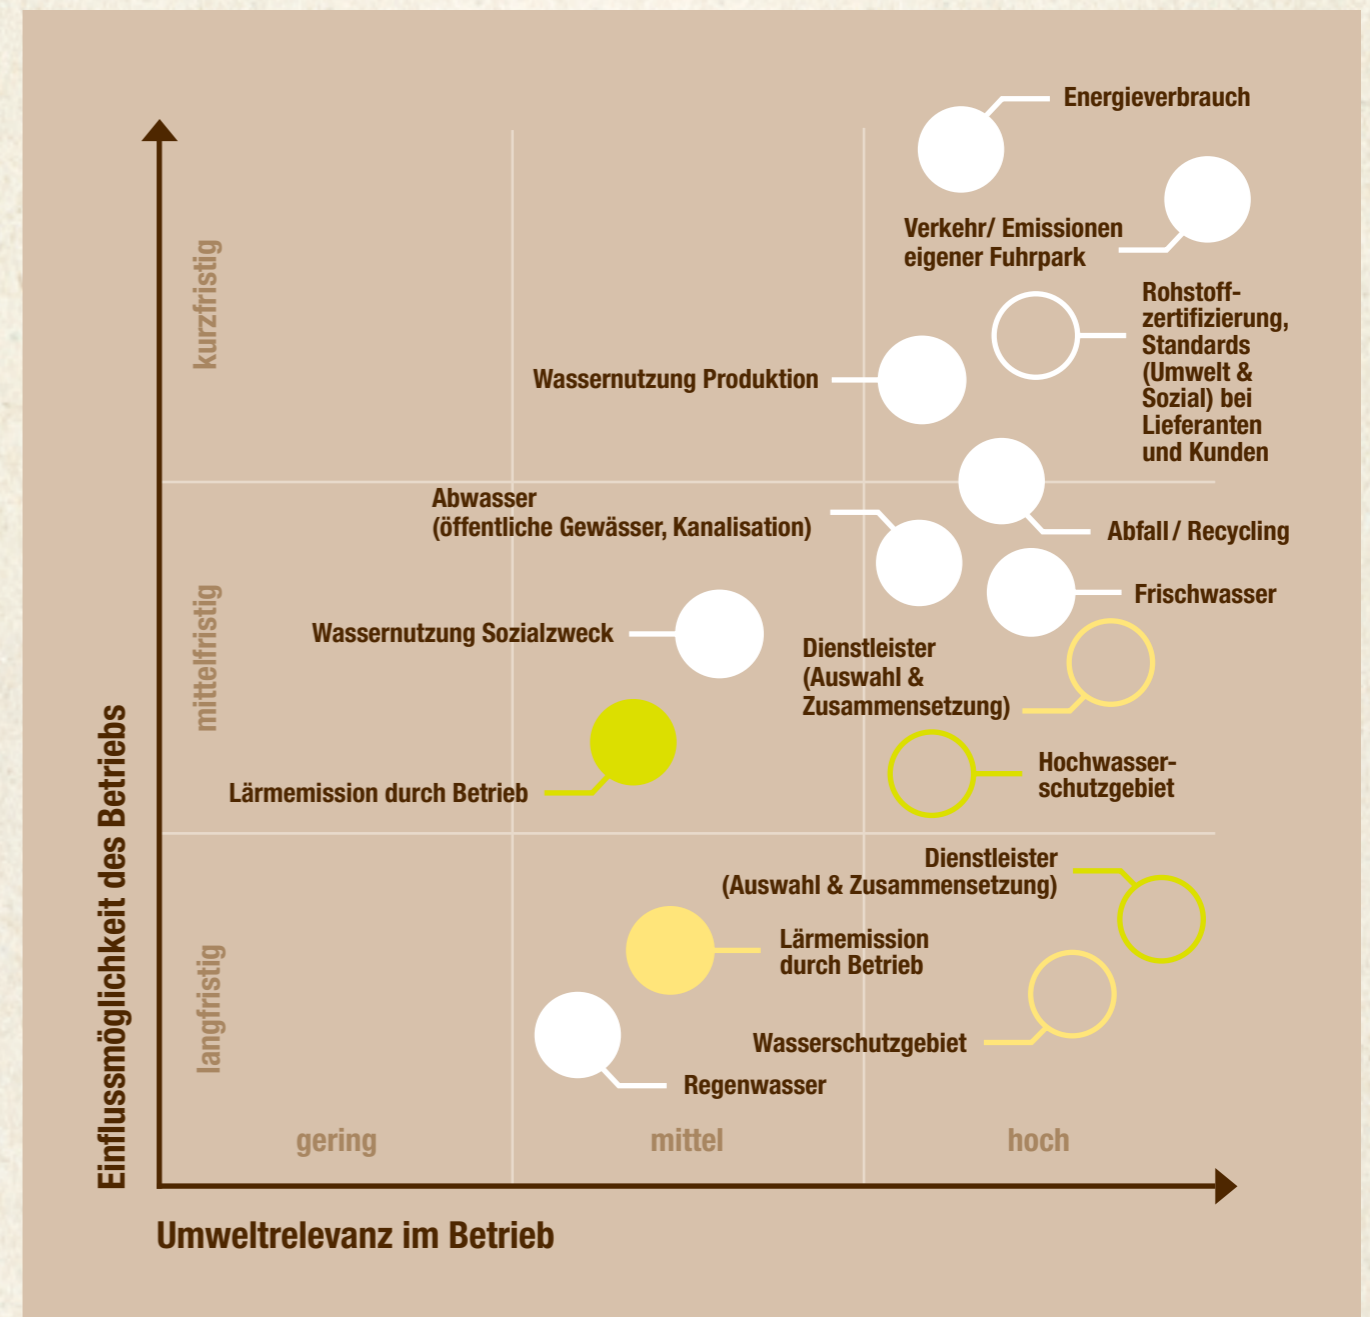 Energieverbrauch
Verkehr/ Emissionen
eigener Fuhrpark
Rohstoff-
zertifizierung,
Standards
(Umwelt &
Sozial) bei
Lieferanten
und Kunden
kurzfristig
Wassernutzung Produktion
Abwasser
(öffentliche Gewässer, Kanalisation)
Abfall / Recycling
Frischwasser
mittelfristig
Wassernutzung Sozialzweck
Dienstleister
(Auswahl &
Zusammensetzung)
Hochwasser-
schutzgebiet
Lärmemission durch Betrieb
Dienstleister
(Auswahl & Zusammensetzung)
Lärmemission
durch Betrieb
langfristig
Wasserschutzgebiet
Regenwasser
Einflussmöglichkeit des Betriebs
gering
mittel
hoch
Umweltrelevanz im Betrieb